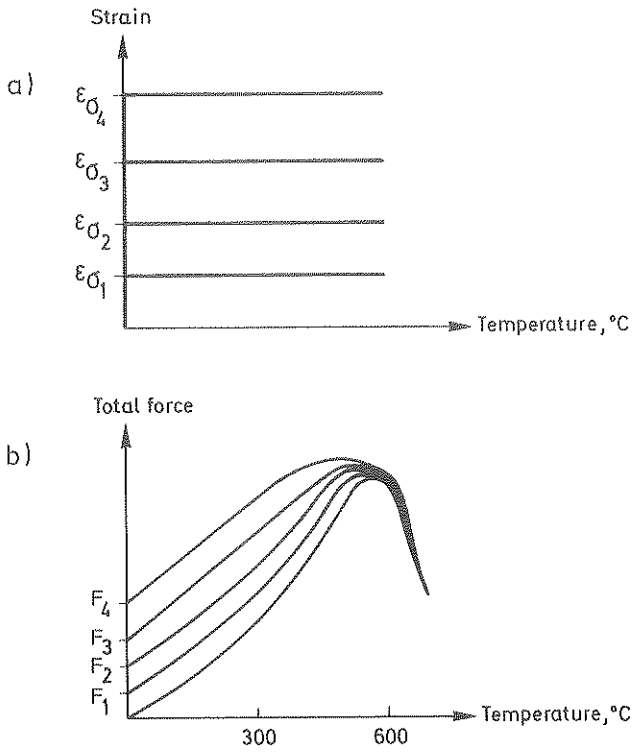 Strain
a)
εσ4
εσ3
εσ2
εσ1
Temperature, °C
Total force
b)
F4
F3
F2
F1
300
600
Temperature, °C